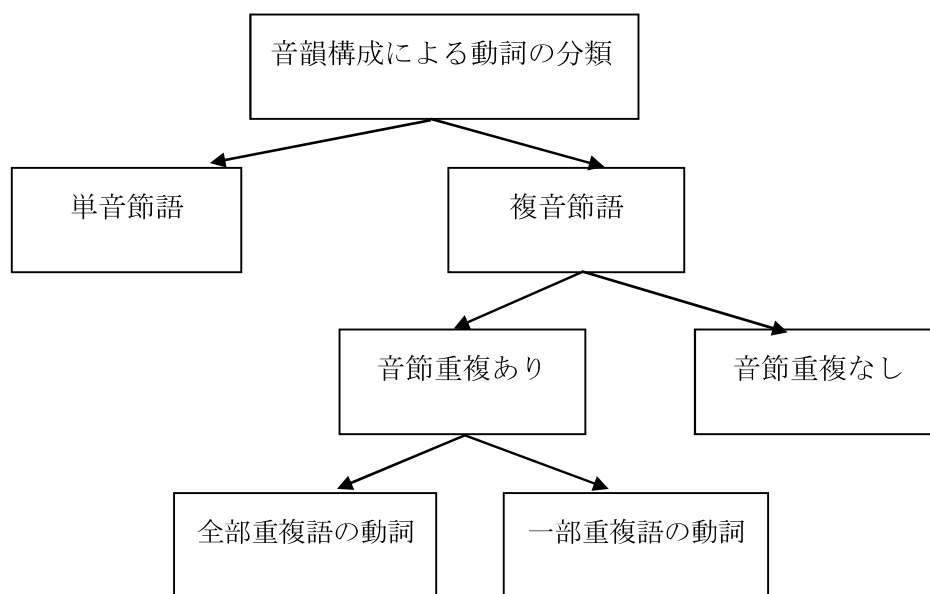 音韻構成による動詞の分類
単音節語
複音節語
音節重複あり
音節重複なし
全部重複語の動詞
一部重複語の動詞